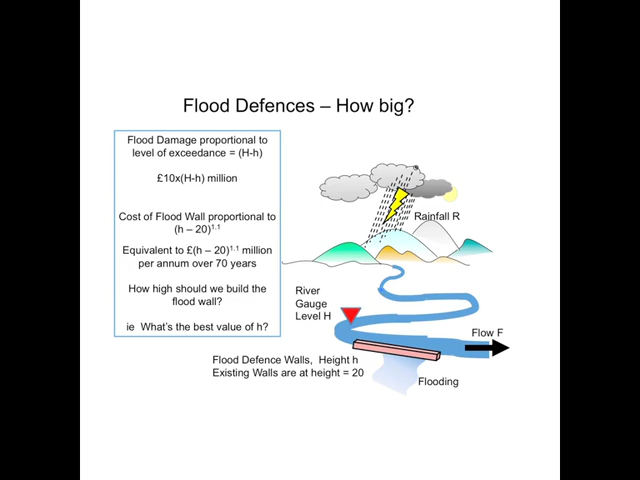 Flood Defences – How big?
Flood Damage proportional to
level of exceedance = (H-h)
£10x(H-h) million
Cost of Flood Wall proportional to
(h – 20)¹·¹
Equivalent to £(h – 20)¹·¹ million
per annum over 70 years
How high should we build the
flood wall?
ie  What's the best value of h?
Rainfall R
River
Gauge
Level H
Flow F
Flood Defence Walls,  Height h
Existing Walls are at height = 20
Flooding